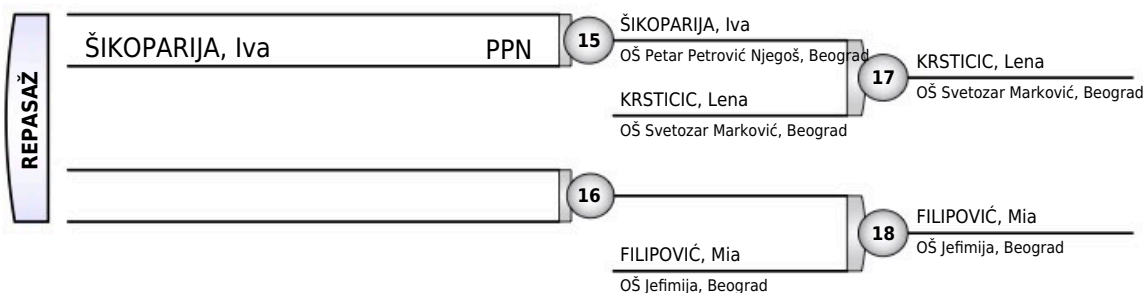 REPASAŽ
ŠIKOPARIJA, Iva PPN
15
ŠIKOPARIJA, Iva
OŠ Petar Petrović Njegoš, Beograd
KRSTICIC, Lena
OŠ Svetozar Marković, Beograd
17
KRSTICIC, Lena
OŠ Svetozar Marković, Beograd
16
FILIPOVIĆ, Mia
OŠ Jefimija, Beograd
18
FILIPOVIĆ, Mia
OŠ Jefimija, Beograd